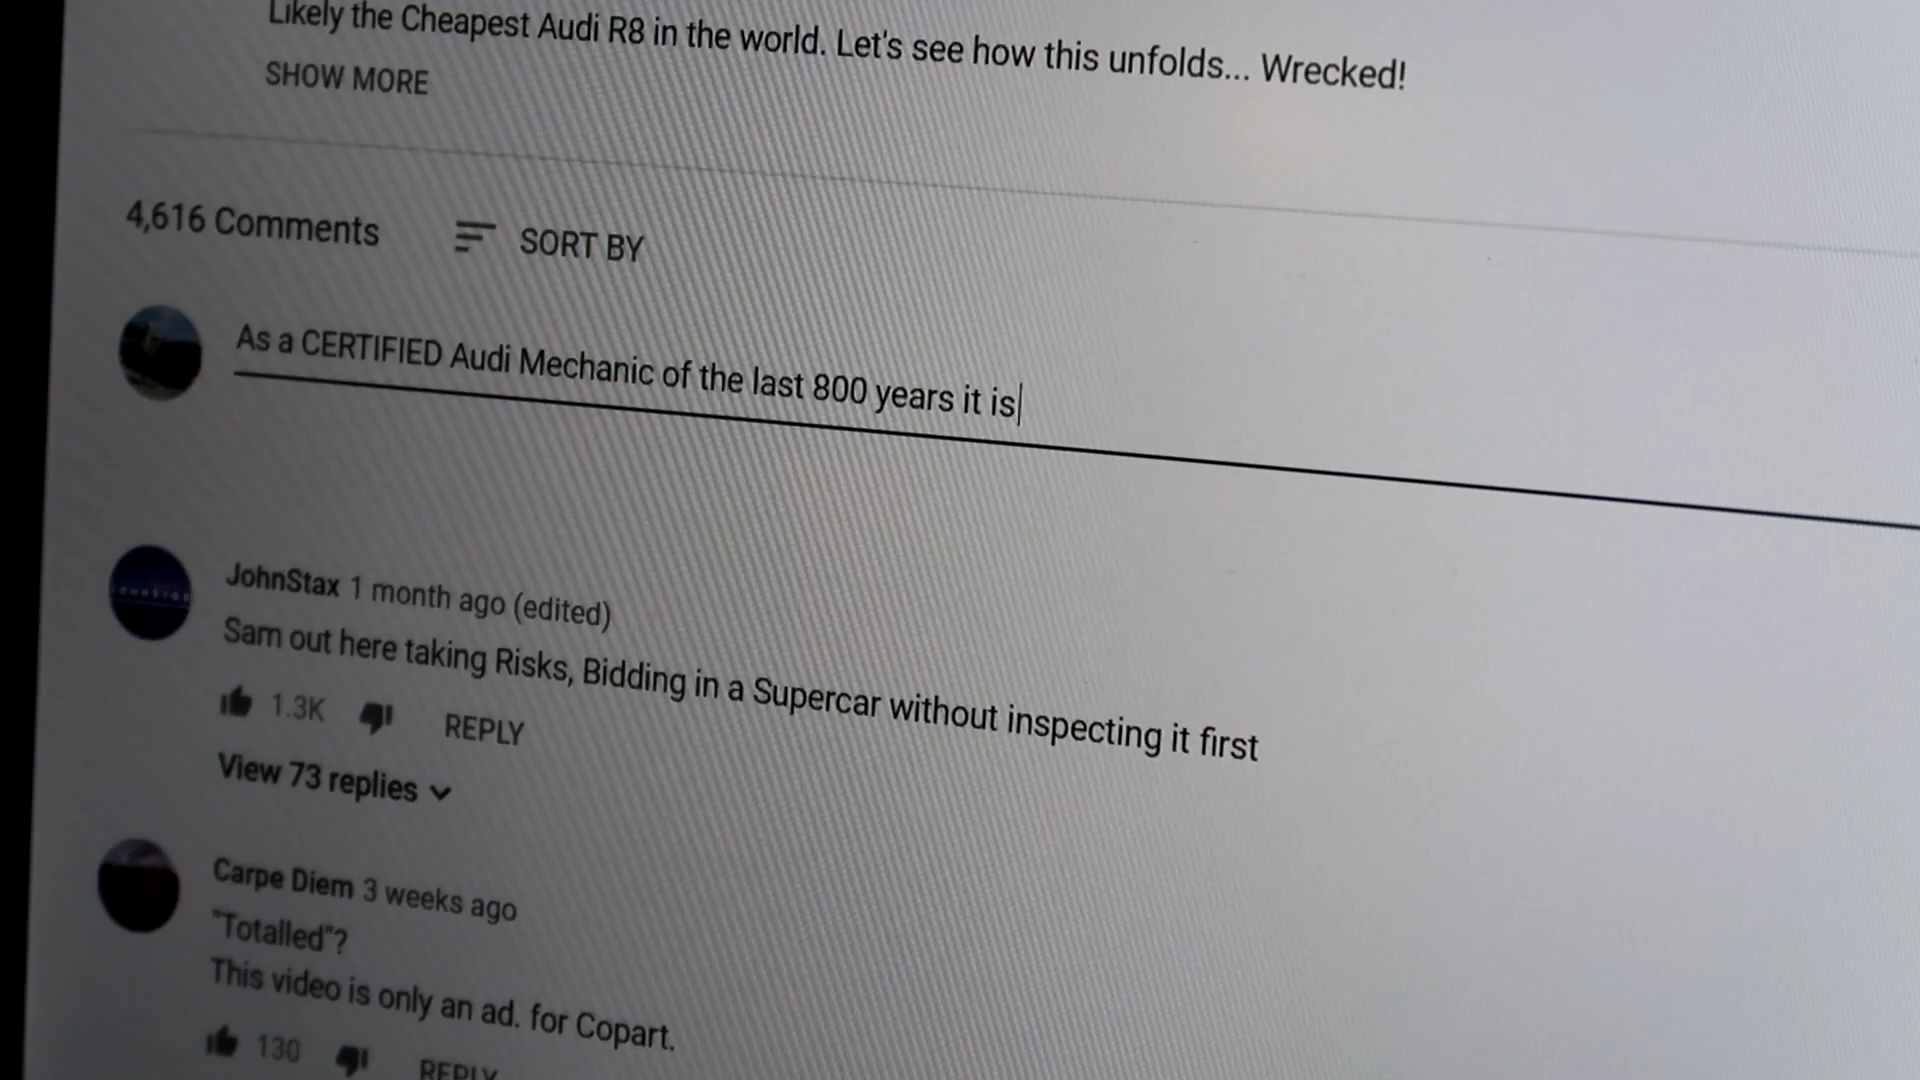 Likely the Cheapest Audi R8 in the world. Let's see how this unfolds... Wrecked!
SHOW MORE
4,616 Comments
SORT BY
As a CERTIFIED Audi Mechanic of the last 800 years it is
JohnStax 1 month ago (edited)
Sam out here taking Risks, Bidding in a Supercar without inspecting it first
1.3K
REPLY
View 73 replies
Carpe Diem 3 weeks ago
"Totalled"?
This video is only an ad. for Copart.
130
REPLY